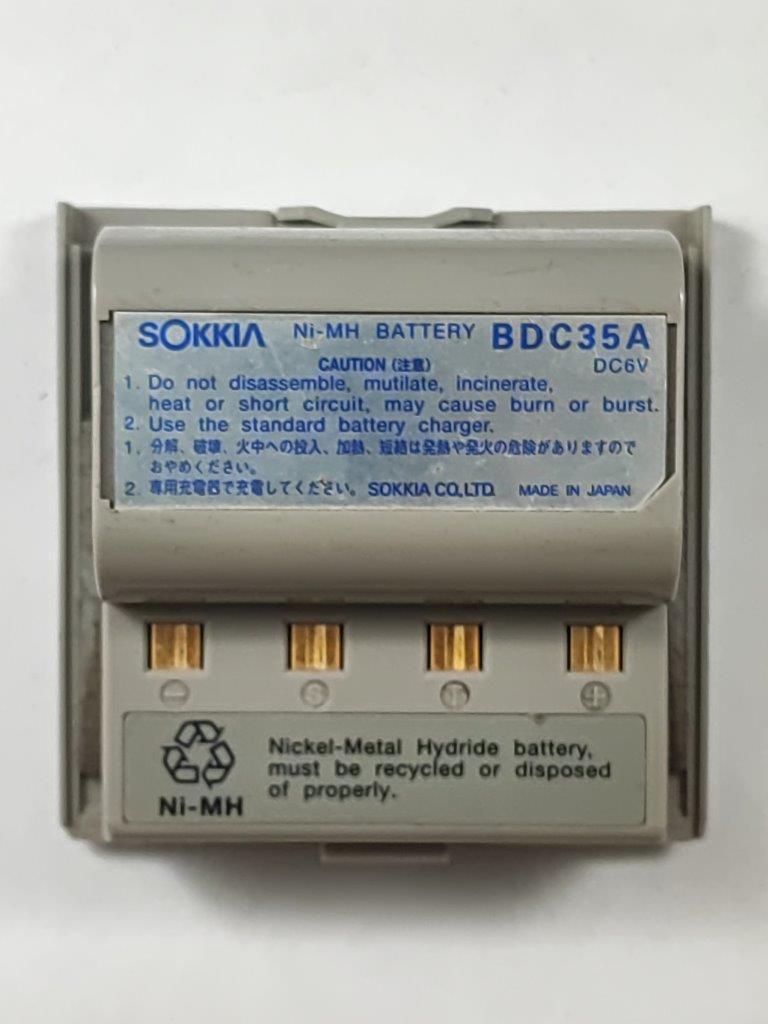 SOKKIA Ni-MH BATTERY BDC35A
CAUTION (注意) DC6V
1. Do not disassemble, mutilate, incinerate,
heat or short circuit, may cause burn or burst.
2. Use the standard battery charger.
1. 分解、破壊、火中への投入、加熱、短絡は発熱や発火の危険がありますので
おやめください。
2. 専用充電器で充電してください。 SOKKIA CO.,LTD. MADE IN JAPAN
− S T +
Nickel-Metal Hydride battery,
must be recycled or disposed
of properly.
Ni-MH